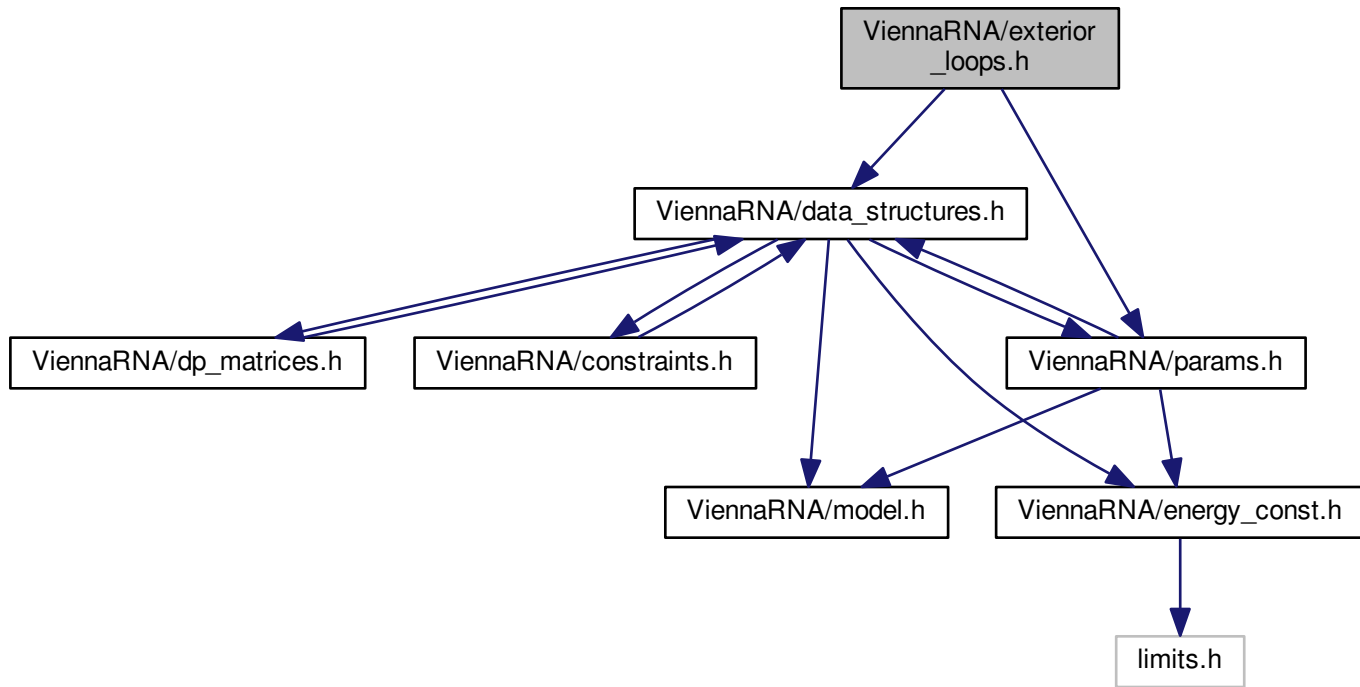 ViennaRNA/exterior
_loops.h
ViennaRNA/data_structures.h
ViennaRNA/dp_matrices.h
ViennaRNA/constraints.h
ViennaRNA/params.h
ViennaRNA/model.h
ViennaRNA/energy_const.h
limits.h